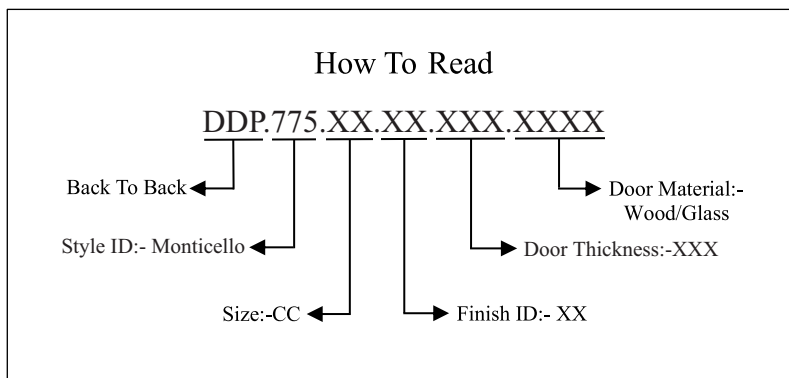 How To Read
DDP.775.XX.XX.XXX.XXXX
Back To Back
Door Material:-
Wood/Glass
Style ID:- Monticello
Door Thickness:-XXX
Size:-CC
Finish ID:- XX